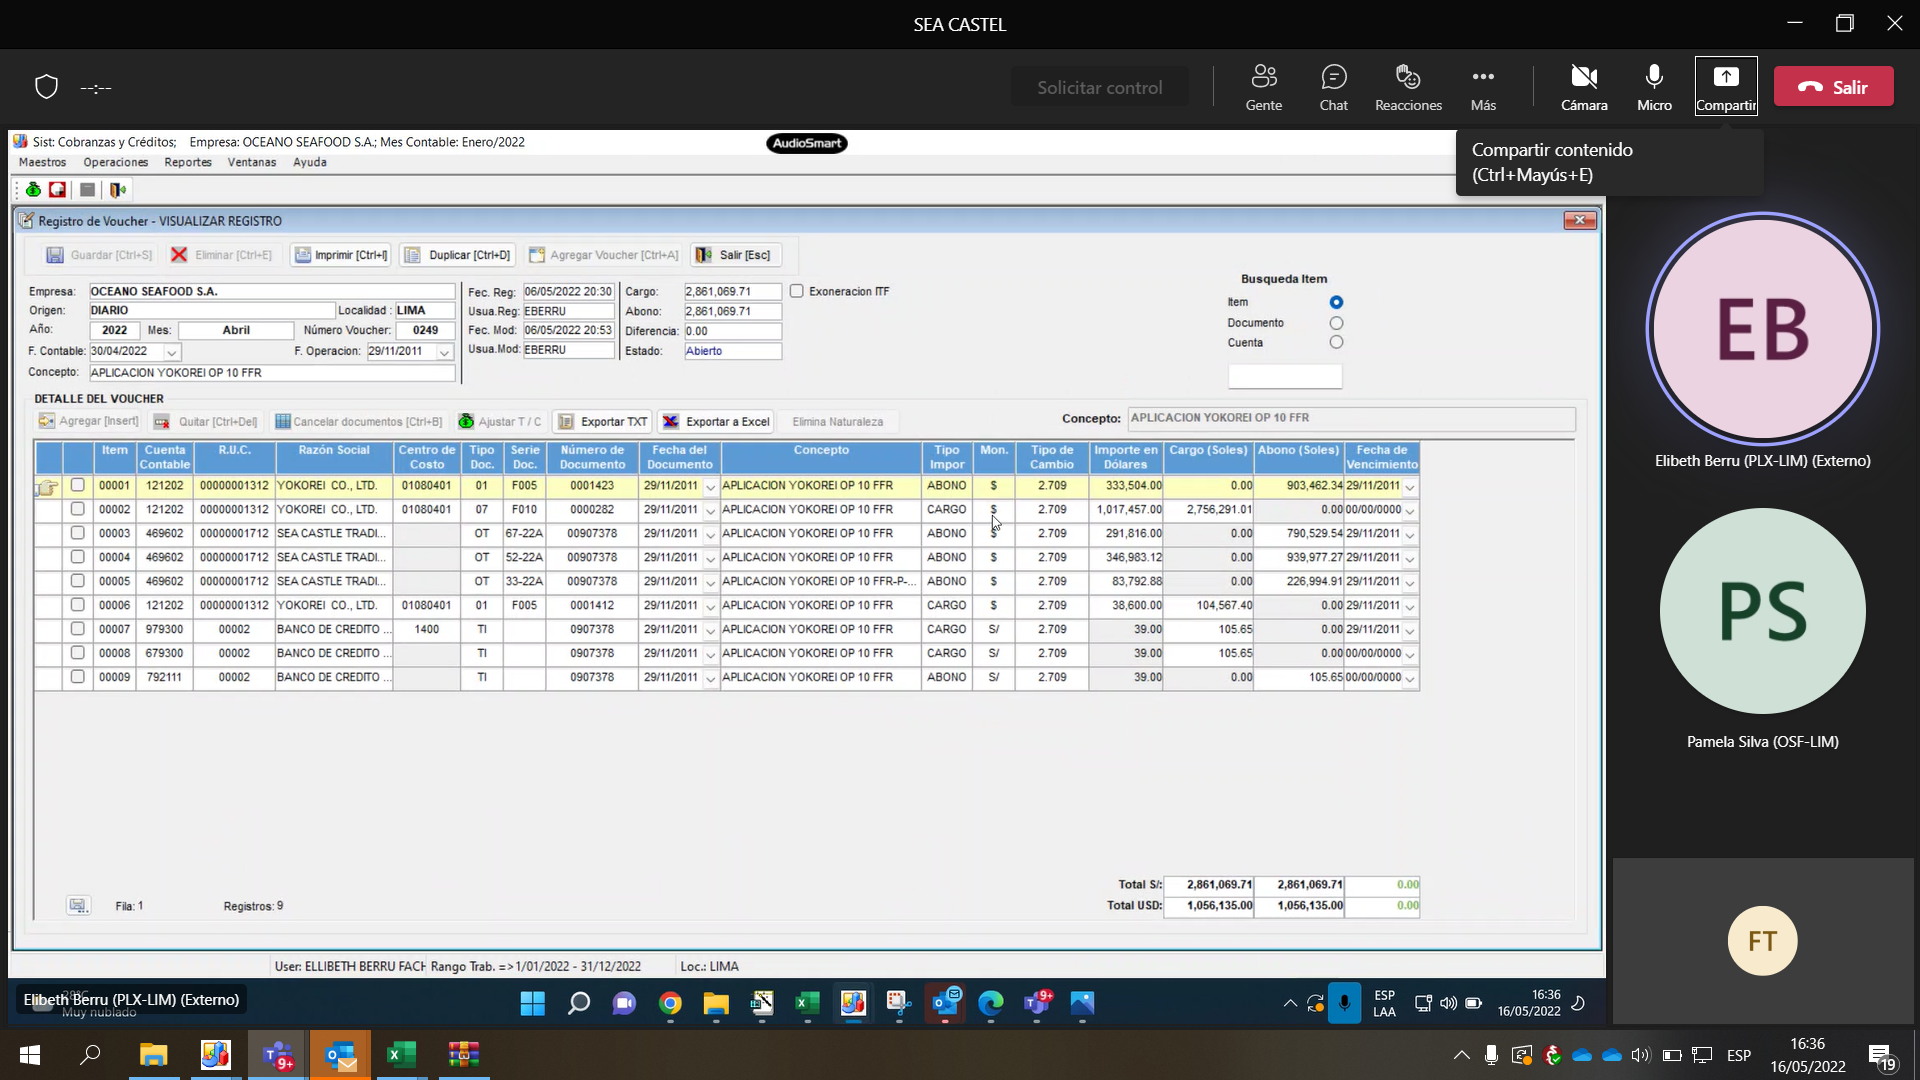 SEA CASTEL
--:--
Solicitar control
Gente
Chat
Reacciones
Más
Cámara
Micro
Compartir
Salir
Compartir contenido
(Ctrl+Mayús+E)
Sist: Cobranzas y Créditos; Empresa: OCEANO SEAFOOD S.A.; Mes Contable: Enero/2022
AudioSmart
Maestros Operaciones Reportes Ventanas Ayuda
Registro de Voucher - VISUALIZAR REGISTRO
Guardar [Ctrl+S] Eliminar [Ctrl+E] Imprimir [Ctrl+I] Duplicar [Ctrl+D] Agregar Voucher [Ctrl+A] Salir [Esc]
Empresa: OCEANO SEAFOOD S.A.
Origen: DIARIO Localidad: LIMA
Año: 2022 Mes: Abril Número Voucher: 0249
F. Contable: 30/04/2022 F. Operacion: 29/11/2011
Concepto: APLICACION YOKOREI OP 10 FFR
Fec. Reg: 06/05/2022 20:30
Usua.Reg: EBERRU
Fec. Mod: 06/05/2022 20:53
Usua.Mod: EBERRU
Cargo: 2,861,069.71
Abono: 2,861,069.71
Diferencia: 0.00
Estado: Abierto
Exoneracion ITF
Busqueda Item
Item
Documento
Cuenta
DETALLE DEL VOUCHER
Agregar [Insert] Quitar [Ctrl+Del] Cancelar documentos [Ctrl+B] Ajustar T / C Exportar TXT Exportar a Excel Elimina Naturaleza
Concepto: APLICACION YOKOREI OP 10 FFR
Item Cuenta Contable R.U.C. Razón Social Centro de Costo Tipo Doc. Serie Doc. Número de Documento Fecha del Documento Concepto Tipo Impor Mon. Tipo de Cambio Importe en Dólares Cargo (Soles) Abono (Soles) Fecha de Vencimiento
00001 121202 00000001312 YOKOREI CO., LTD. 01080401 01 F005 0001423 29/11/2011 APLICACION YOKOREI OP 10 FFR ABONO $ 2.709 333,504.00 0.00 903,462.34 29/11/2011
00002 121202 00000001312 YOKOREI CO., LTD. 01080401 07 F010 0000282 29/11/2011 APLICACION YOKOREI OP 10 FFR CARGO $ 2.709 1,017,457.00 2,756,291.01 0.00 00/00/0000
00003 469602 00000001712 SEA CASTLE TRADI... OT 67-22A 00907378 29/11/2011 APLICACION YOKOREI OP 10 FFR ABONO $ 2.709 291,816.00 0.00 790,529.54 29/11/2011
00004 469602 00000001712 SEA CASTLE TRADI... OT 52-22A 00907378 29/11/2011 APLICACION YOKOREI OP 10 FFR ABONO $ 2.709 346,983.12 0.00 939,977.27 29/11/2011
00005 469602 00000001712 SEA CASTLE TRADI... OT 33-22A 00907378 29/11/2011 APLICACION YOKOREI OP 10 FFR-P-... ABONO $ 2.709 83,792.88 0.00 226,994.91 29/11/2011
00006 121202 00000001312 YOKOREI CO., LTD. 01080401 01 F005 0001412 29/11/2011 APLICACION YOKOREI OP 10 FFR CARGO $ 2.709 38,600.00 104,567.40 0.00 29/11/2011
00007 979300 00002 BANCO DE CREDITO ... 1400 TI 0907378 29/11/2011 APLICACION YOKOREI OP 10 FFR CARGO S/ 2.709 39.00 105.65 0.00 29/11/2011
00008 679300 00002 BANCO DE CREDITO ... TI 0907378 29/11/2011 APLICACION YOKOREI OP 10 FFR CARGO S/ 2.709 39.00 105.65 0.00 00/00/0000
00009 792111 00002 BANCO DE CREDITO ... TI 0907378 29/11/2011 APLICACION YOKOREI OP 10 FFR ABONO S/ 2.709 39.00 0.00 105.65 00/00/0000
Total S/: 2,861,069.71 2,861,069.71 0.00
Total USD: 1,056,135.00 1,056,135.00 0.00
Fila: 1 Registros: 9
User: ELLIBETH BERRU FACH Rango Trab. =>1/01/2022 - 31/12/2022 Loc.: LIMA
EB
Elibeth Berru (PLX-LIM) (Externo)
PS
Pamela Silva (OSF-LIM)
FT
Elibeth Berru (PLX-LIM) (Externo)
Muy nublado
9+
ESP
LAA
16:36
16/05/2022
9+
ESP
16:36
16/05/2022
19